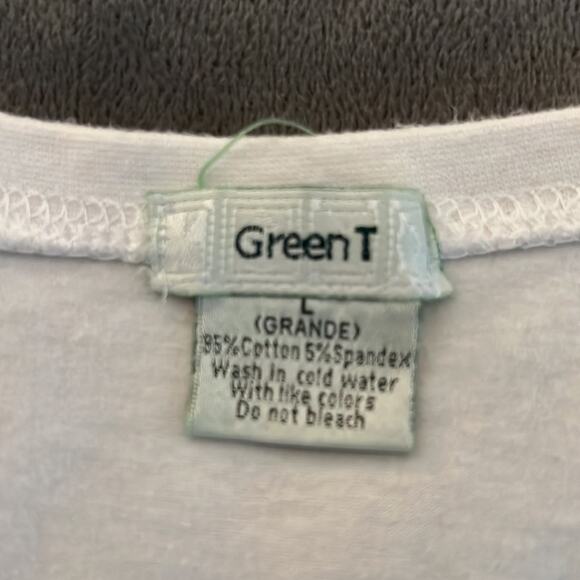 Green T
L
(GRANDE)
95%Cotton 5%Spandex
Wash in cold water
With like colors
Do not bleach